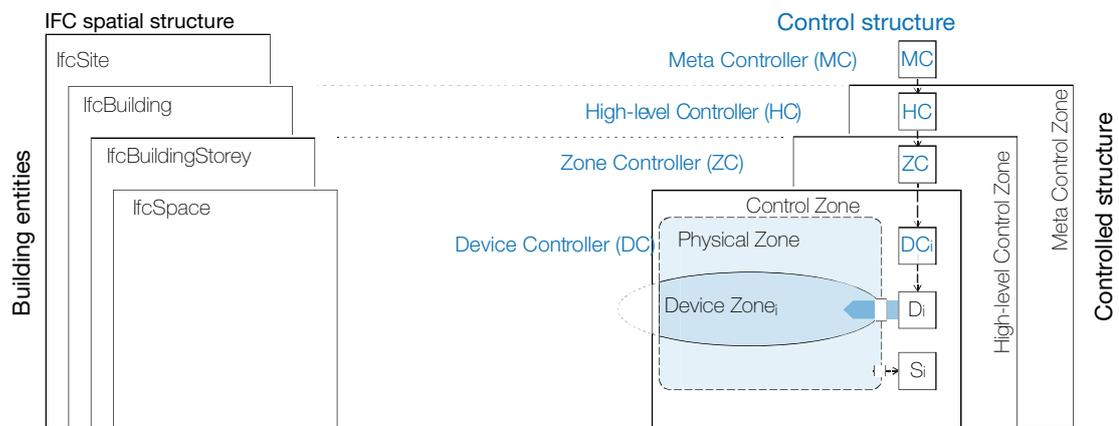 IFC spatial structure
Control structure
IfcSite
Meta Controller (MC)
MC
IfcBuilding
High-level Controller (HC)
HC
IfcBuildingStorey
Zone Controller (ZC)
ZC
IfcSpace
Control Zone
Device Controller (DC)
Physical Zone
DCi
Device Zonei
Di
Si
Building entities
High-level Control Zone
Meta Control Zone
Controlled structure